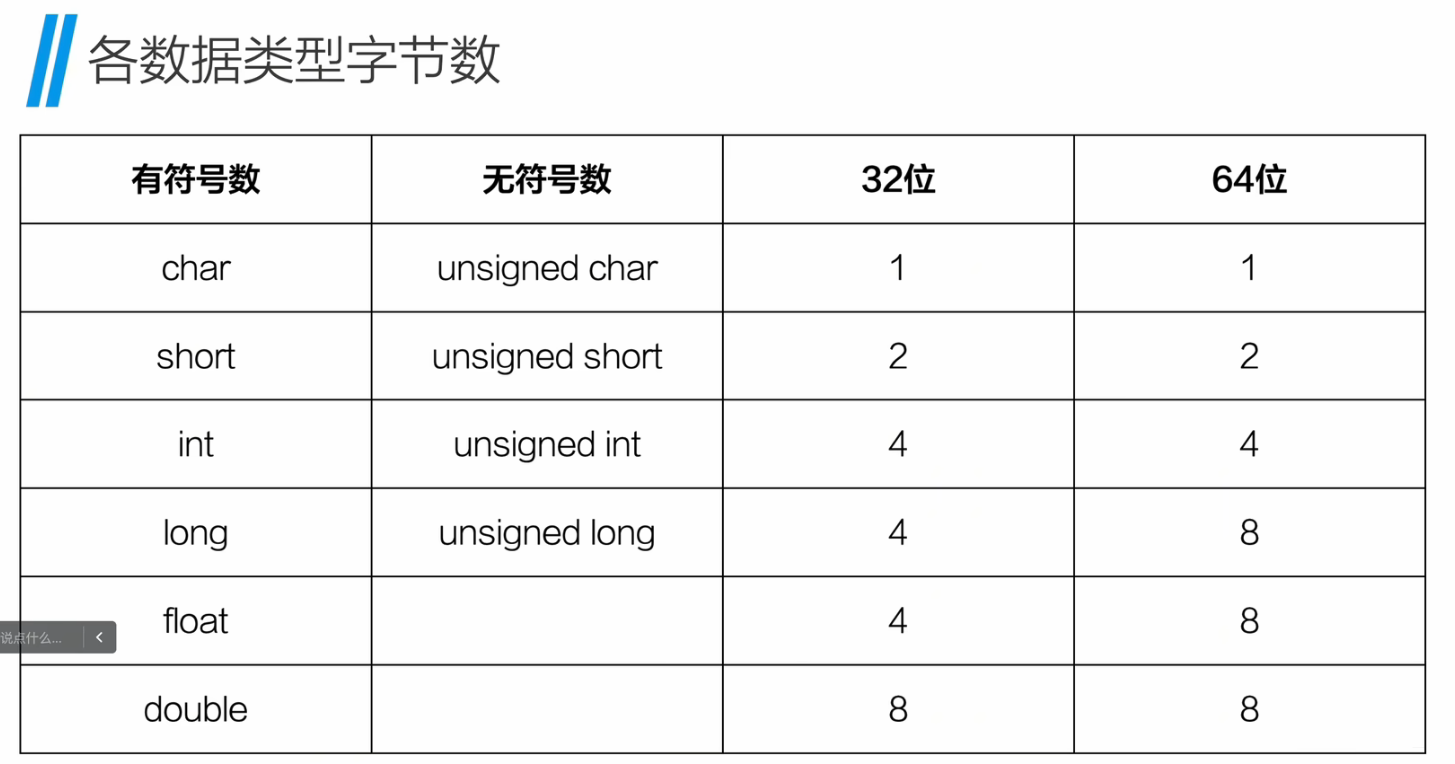 各数据类型字节数
有符号数 无符号数 32位 64位
char unsigned char 1 1
short unsigned short 2 2
int unsigned int 4 4
long unsigned long 4 8
float 4 8
说点什么...
double 8 8